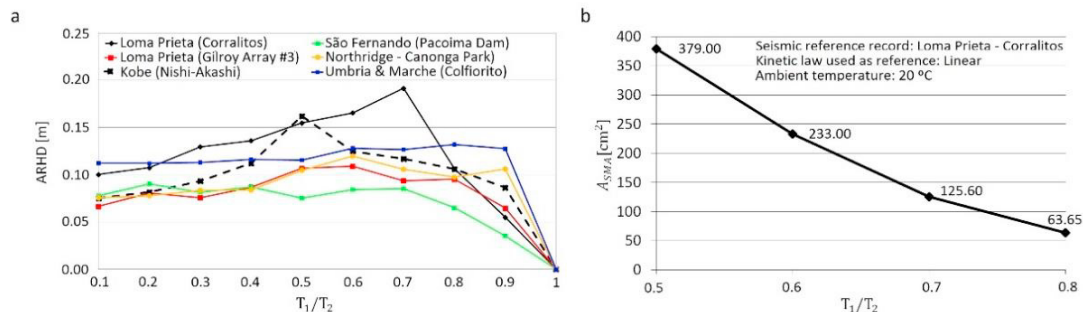 a
0.25
0.20
0.15
0.10
0.05
0.00
ARHD [m]
Loma Prieta (Corralitos)
Loma Prieta (Gilroy Array #3)
Kobe (Nishi-Akashi)
São Fernando (Pacoima Dam)
Northridge - Canonga Park)
Umbria & Marche (Colfiorito)
0.1 0.2 0.3 0.4 0.5 0.6 0.7 0.8 0.9 1
T1/T2
b
400
350
300
250
200
150
100
50
0
A_SMA[cm²]
Seismic reference record: Loma Prieta - Corralitos
Kinetic law used as reference: Linear
Ambient temperature: 20 ºC
379.00
233.00
125.60
63.65
0.5 0.6 0.7 0.8
T1/T2